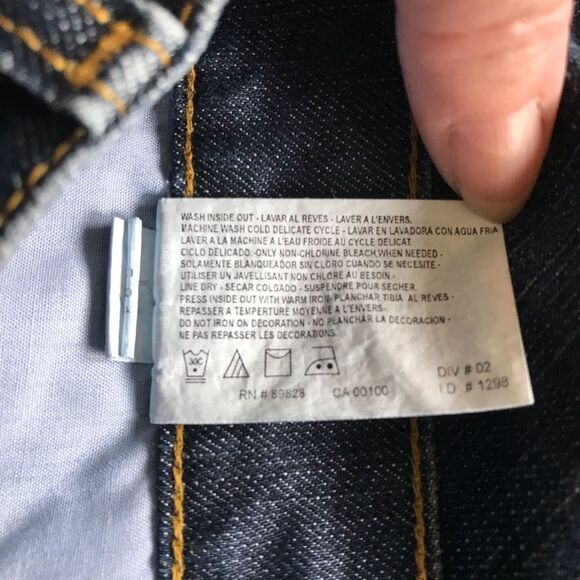 WASH INSIDE OUT - LAVAR AL REVES - LAVER A L'ENVERS.
MACHINE WASH COLD DELICATE CYCLE - LAVAR EN LAVADORA CON AGUA FRIA
LAVER A LA MACHINE A L'EAU FROIDE AU CYCLE DELICAT.
CICLO DELICADO.-ONLY NON-CHLORINE BLEACH,WHEN NEEDED -
SOLAMENTE BLANQUEADOR SIN CLORO CUANDO SE NECESITE -
UTILISER UN JAVELLISANT NON CHLORE AU BESOIN -
LINE DRY - SECAR COLGADO - SUSPENDRE POUR SECHER.
PRESS INSIDE OUT WITH WARM IRON- PLANCHAR TIBIA AL REVES -
REPASSER A TEMPERTURE MOYENNE A L'ENVERS-
DO NOT IRON ON DECORATION - NO PLANCHAR LAS DECORACION-
NE PAS REPASSER LES DECORATIONS.
30C
RN # 89828 CA 00100
DIV # 02
I D # 1298